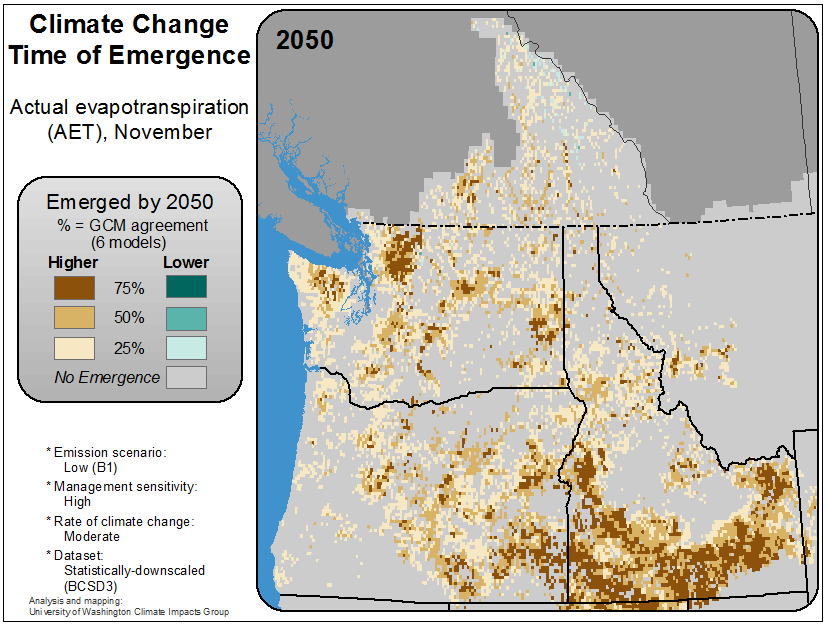 Climate Change
Time of Emergence
Actual evapotranspiration
(AET), November
Emerged by 2050
% = GCM agreement
(6 models)
Higher Lower
75%
50%
25%
No Emergence
* Emission scenario:
Low (B1)
* Management sensitivity:
High
* Rate of climate change:
Moderate
* Dataset:
Statistically-downscaled
(BCSD3)
Analysis and mapping:
University of Washington Climate Impacts Group
2050